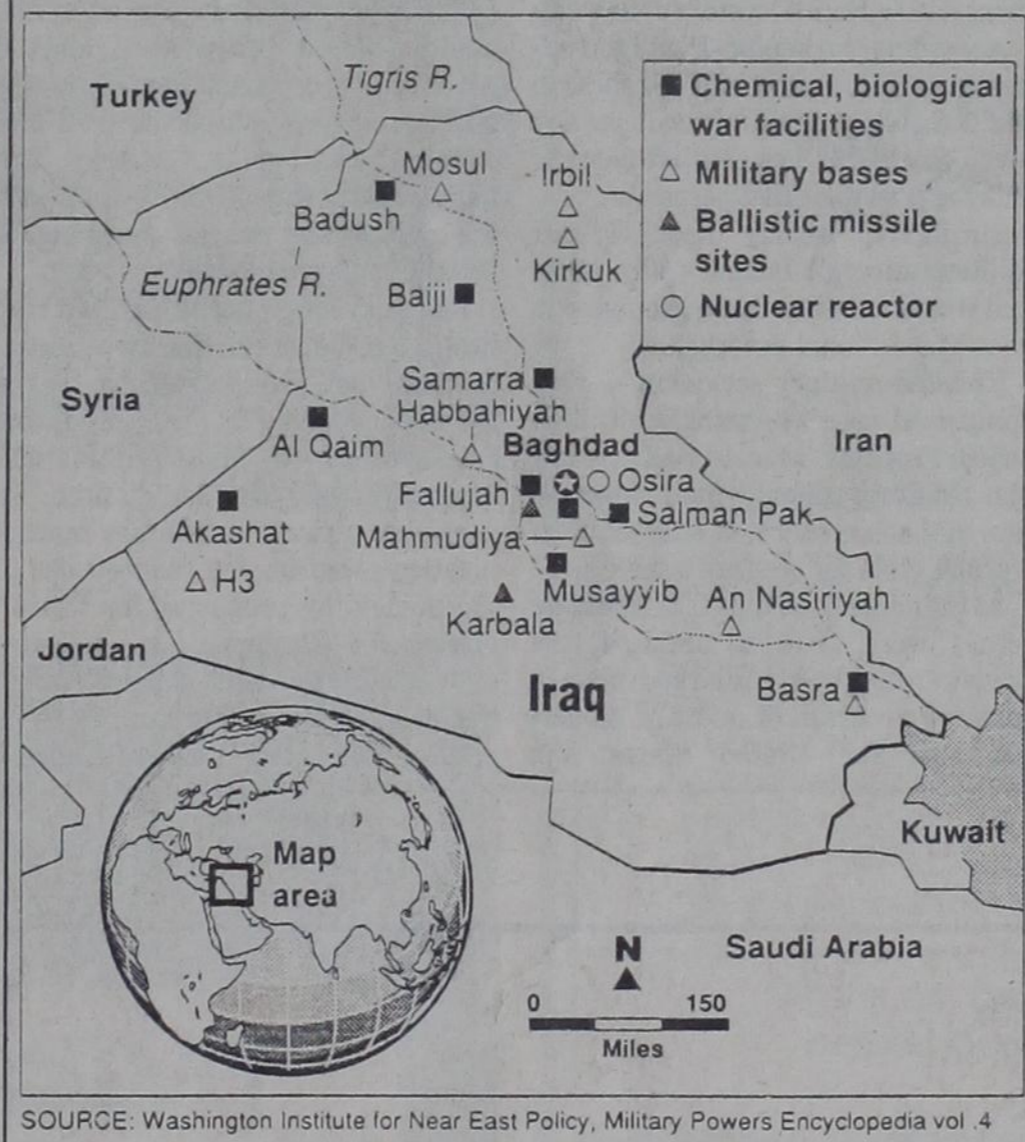 Turkey
Tigris R.
Chemical, biological
war facilities
Military bases
Ballistic missile
sites
Nuclear reactor
Mosul
Irbil
Badush
Kirkuk
Euphrates R.
Baiji
Syria
Samarra
Habbahiyah
Al Qaim
Baghdad
Iran
Fallujah
Osira
Akashat
Salman Pak
Mahmudiya
H3
Musayyib
An Nasiriyah
Karbala
Jordan
Iraq
Basra
Kuwait
Map
area
N
Saudi Arabia
0 150
Miles
SOURCE: Washington Institute for Near East Policy, Military Powers Encyclopedia vol .4